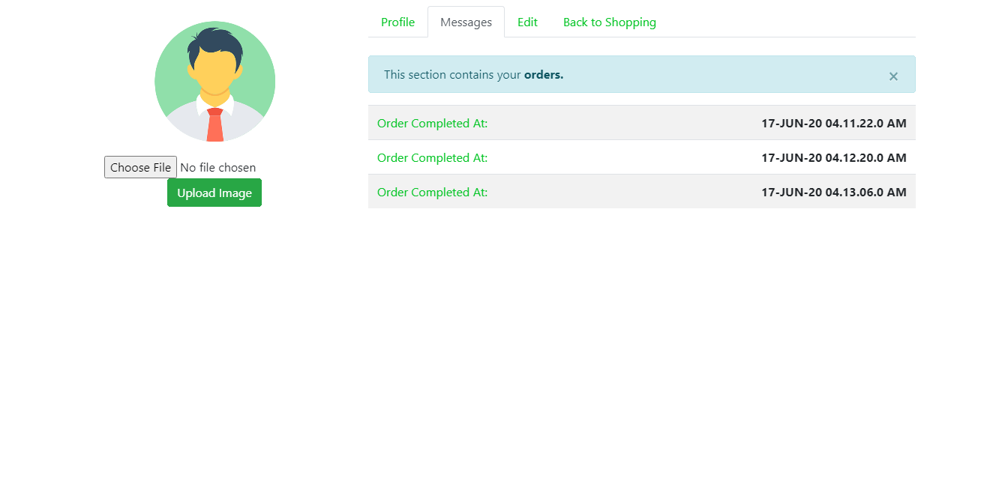 Profile Messages Edit Back to Shopping
This section contains your orders. ×
Order Completed At: 17-JUN-20 04.11.22.0 AM
Order Completed At: 17-JUN-20 04.12.20.0 AM
Order Completed At: 17-JUN-20 04.13.06.0 AM
Choose File No file chosen
Upload Image